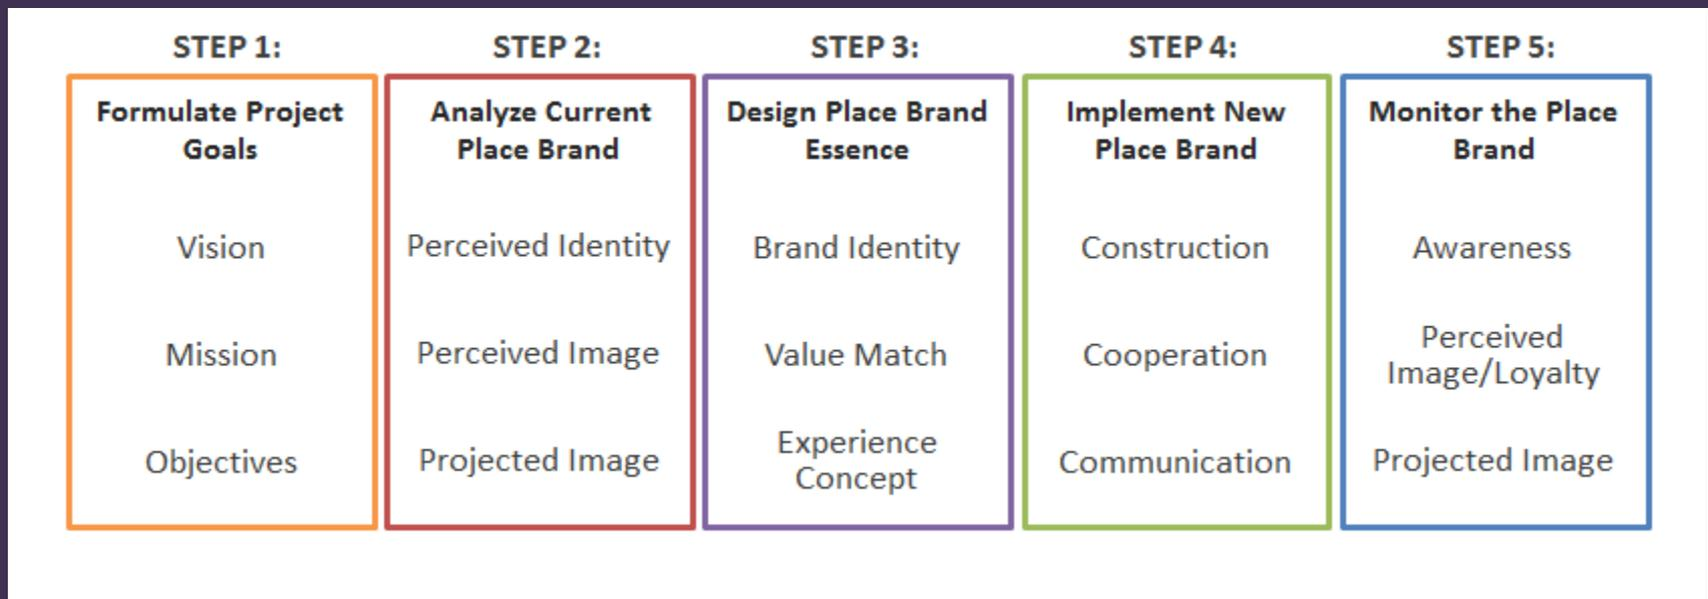 STEP 1:
Formulate Project
Goals
Vision
Mission
Objectives
STEP 2:
Analyze Current
Place Brand
Perceived Identity
Perceived Image
Projected Image
STEP 3:
Design Place Brand
Essence
Brand Identity
Value Match
Experience
Concept
STEP 4:
Implement New
Place Brand
Construction
Cooperation
Communication
STEP 5:
Monitor the Place
Brand
Awareness
Perceived
Image/Loyalty
Projected Image